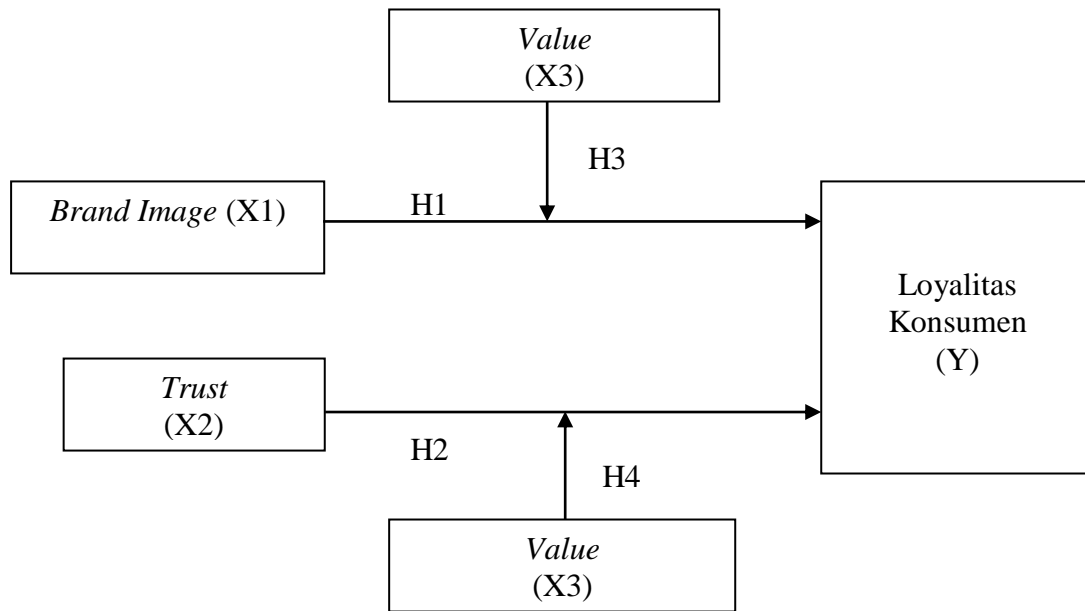 Value
(X3)
H3
Brand Image (X1)
H1
Loyalitas
Konsumen
(Y)
Trust
(X2)
H2
H4
Value
(X3)